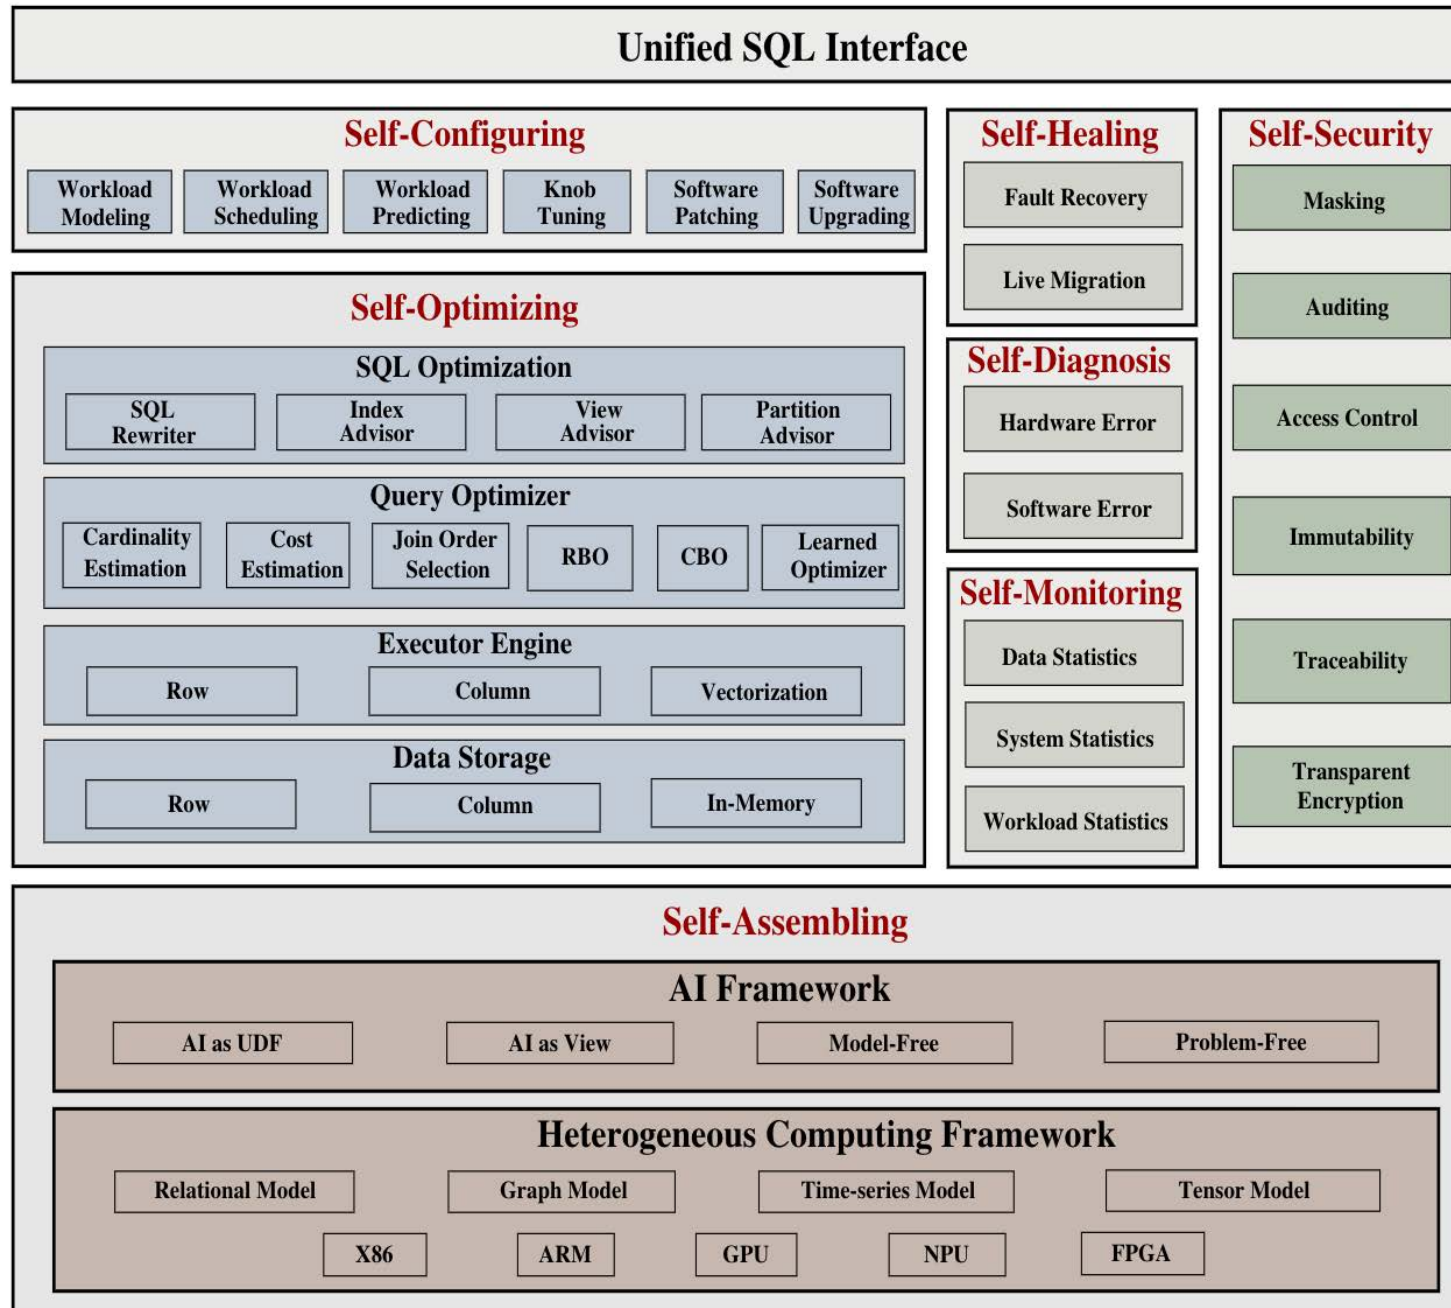 Unified SQL Interface
Self-Configuring
Workload
Modeling
Workload
Scheduling
Workload
Predicting
Knob
Tuning
Software
Patching
Software
Upgrading
Self-Optimizing
SQL Optimization
SQL
Rewriter
Index
Advisor
View
Advisor
Partition
Advisor
Query Optimizer
Cardinality
Estimation
Cost
Estimation
Join Order
Selection
RBO
CBO
Learned
Optimizer
Executor Engine
Row
Column
Vectorization
Data Storage
Row
Column
In-Memory
Self-Healing
Fault Recovery
Live Migration
Self-Diagnosis
Hardware Error
Software Error
Self-Monitoring
Data Statistics
System Statistics
Workload Statistics
Self-Security
Masking
Auditing
Access Control
Immutability
Traceability
Transparent
Encryption
Self-Assembling
AI Framework
AI as UDF
AI as View
Model-Free
Problem-Free
Heterogeneous Computing Framework
Relational Model
Graph Model
Time-series Model
Tensor Model
X86
ARM
GPU
NPU
FPGA